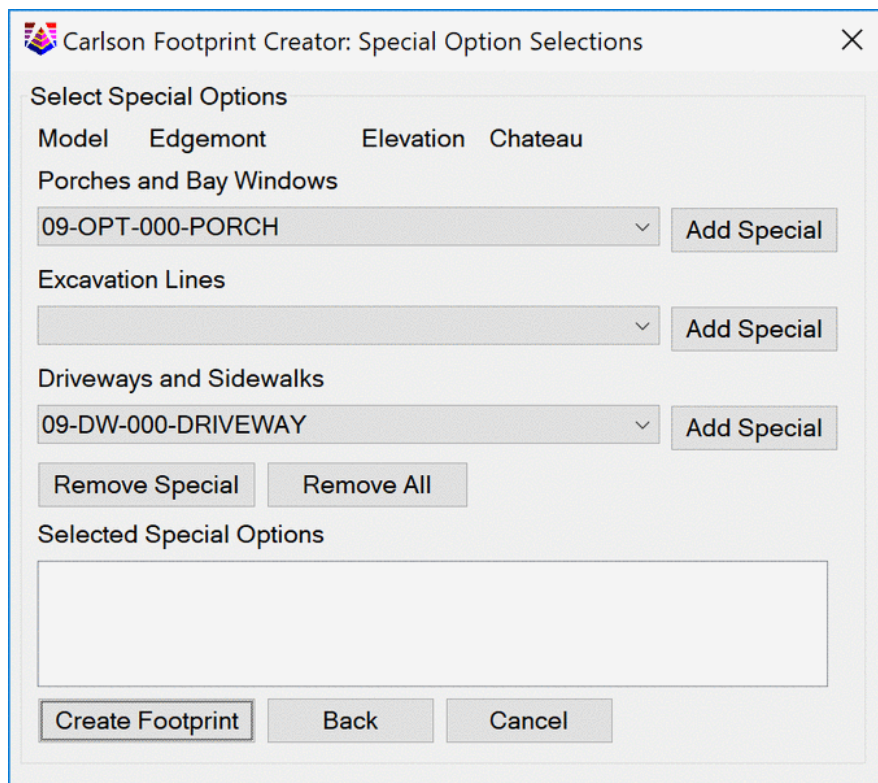 Carlson Footprint Creator: Special Option Selections
Select Special Options
Model Edgemont Elevation Chateau
Porches and Bay Windows
09-OPT-000-PORCH Add Special
Excavation Lines
Add Special
Driveways and Sidewalks
09-DW-000-DRIVEWAY Add Special
Remove Special Remove All
Selected Special Options
Create Footprint Back Cancel